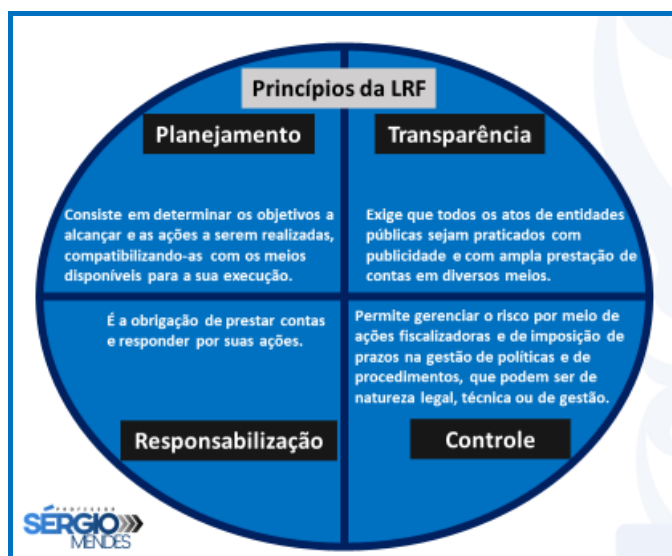 Princípios da LRF
Planejamento
Consiste em determinar os objetivos a
alcançar e as ações a serem realizadas,
compatibilizando-as com os meios
disponíveis para a sua execução.
Transparência
Exige que todos os atos de entidades
públicas sejam praticados com
publicidade e com ampla prestação de
contas em diversos meios.
É a obrigação de prestar contas
e responder por suas ações.
Responsabilização
Permite gerenciar o risco por meio de
ações fiscalizadoras e de imposição de
prazos na gestão de políticas e de
procedimentos, que podem ser de
natureza legal, técnica ou de gestão.
Controle
PROFESSOR
SÉRGIO
MENDES